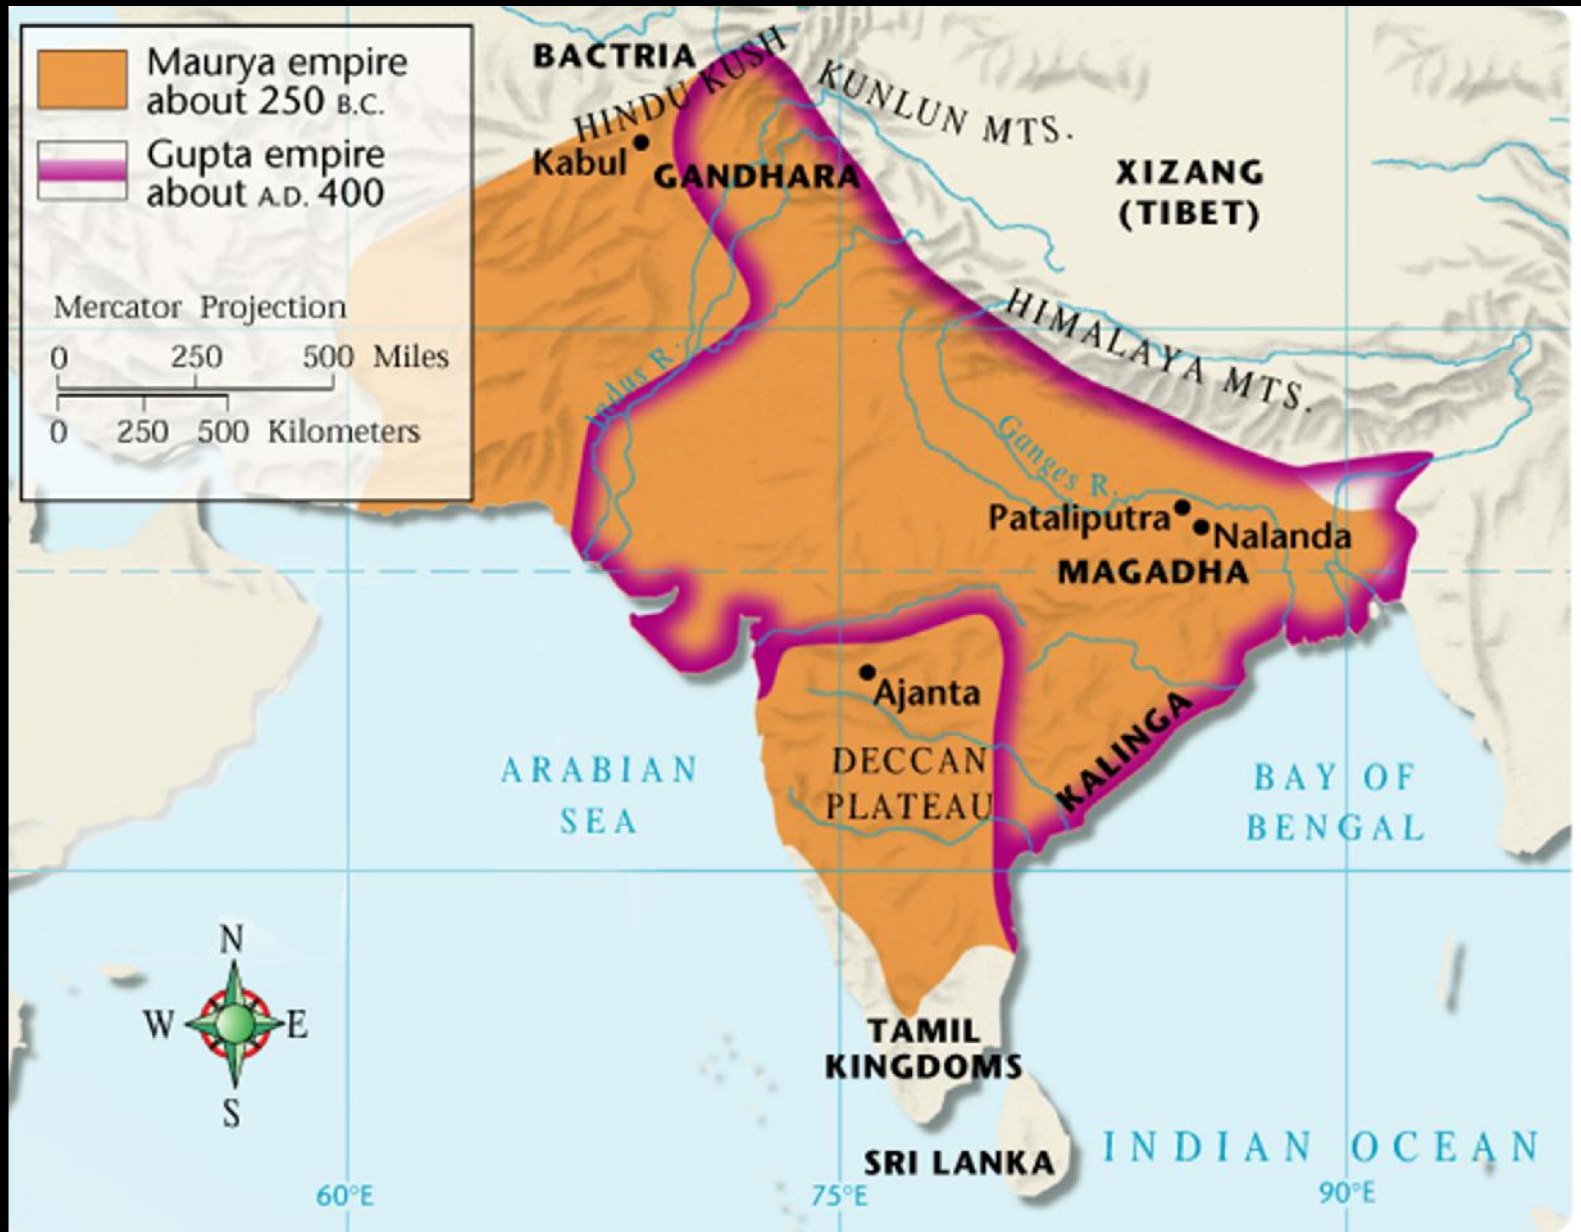 Maurya empire
about 250 B.C.
Gupta empire
about A.D. 400
Mercator Projection
0 250 500 Miles
0 250 500 Kilometers
BACTRIA
HINDU KUSH
KUNLUN MTS.
Kabul
GANDHARA
XIZANG
(TIBET)
HIMALAYA MTS.
Indus R.
Ganges R.
Pataliputra
Nalanda
MAGADHA
Ajanta
DECCAN
PLATEAU
KALINGA
ARABIAN
SEA
BAY OF
BENGAL
N
W E
S
TAMIL
KINGDOMS
SRI LANKA
INDIAN OCEAN
60°E 75°E 90°E